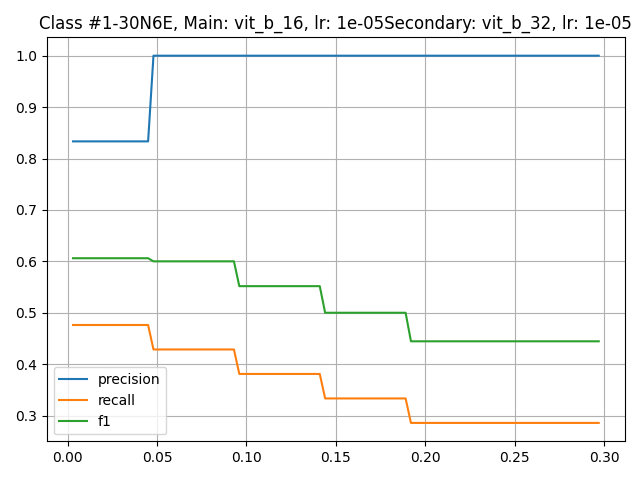 Class #1-30N6E, Main: vit_b_16, lr: 1e-05Secondary: vit_b_32, lr: 1e-05
1.0
0.9
0.8
0.7
0.6
0.5
0.4
0.3
precision
recall
f1
0.00 0.05 0.10 0.15 0.20 0.25 0.30